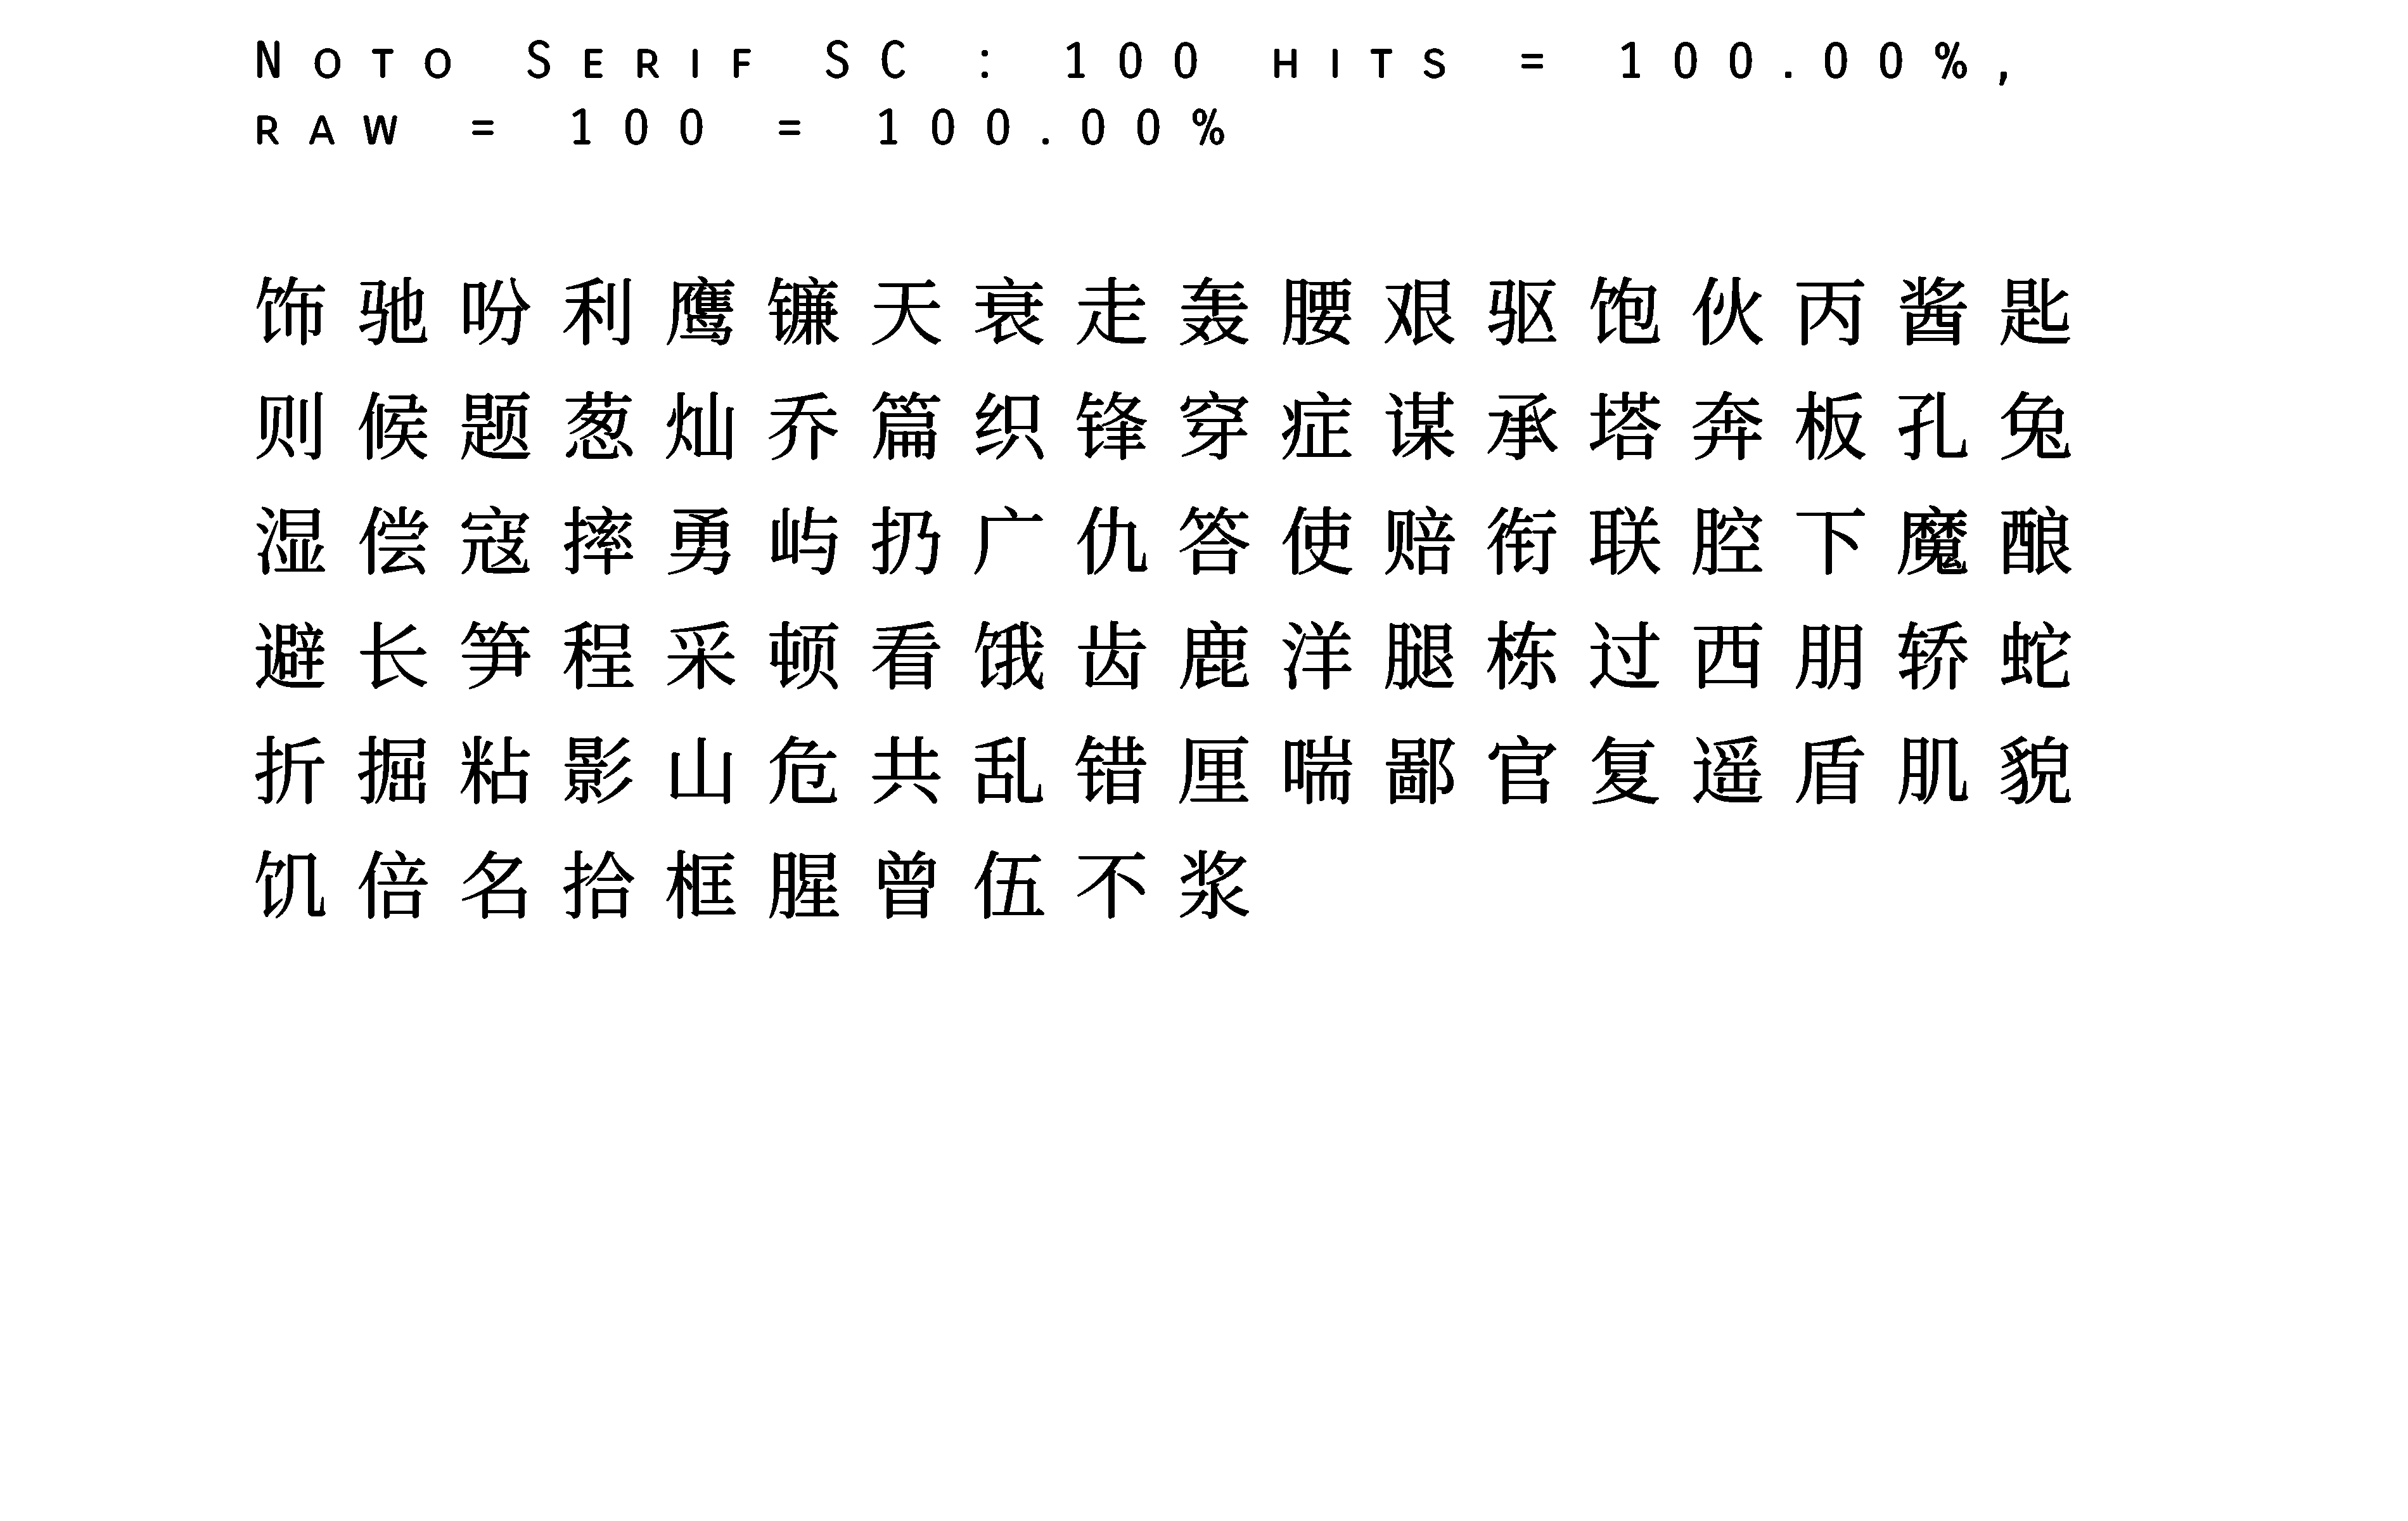 Noto Serif SC : 100 hits = 100.00%,
raw = 100 = 100.00%
饰驰吩利鹰镰天衰走轰腰艰驱饱伙丙酱匙
则候题葱灿乔篇织锋穿症谋承塔奔板孔兔
湿偿寇摔勇屿扔广仇答使赔衔联腔下魔酿
避长笋程采顿看饿齿鹿洋腿栋过西朋轿蛇
折掘粘影山危共乱错厘喘鄙官复遥盾肌貌
饥倍名拾框腥曾伍不浆